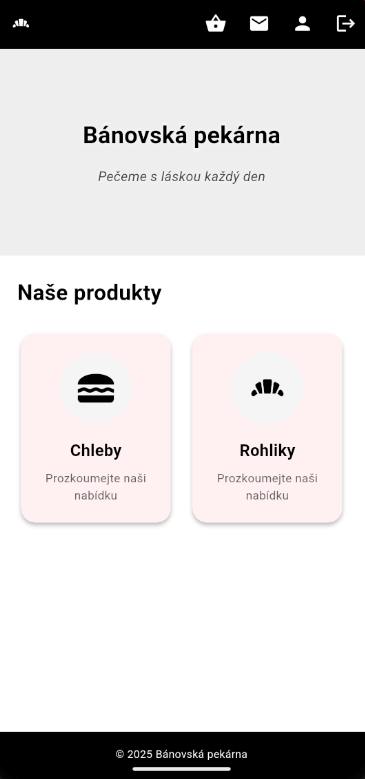 Bánovská pekárna
Pečeme s láskou každý den
Naše produkty
Chleby
Prozkoumejte naši
nabídku
Rohliky
Prozkoumejte naši
nabídku
© 2025 Bánovská pekárna